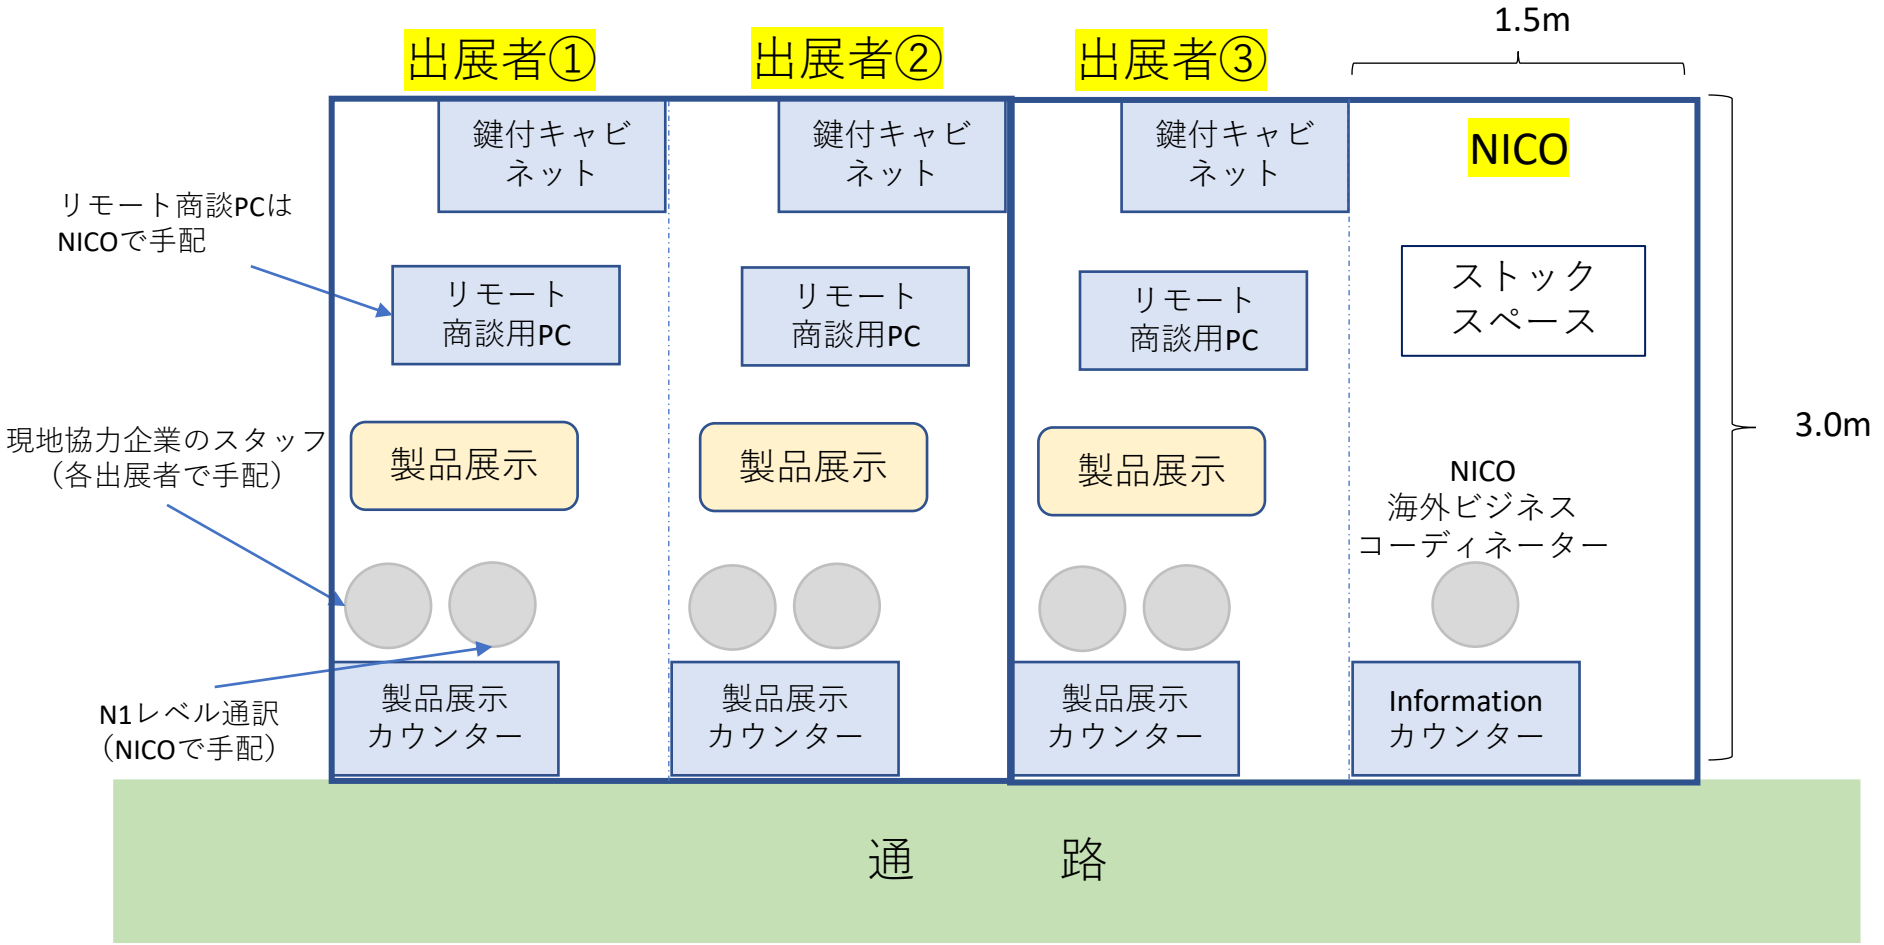 1.5m
出展者①
出展者②
出展者③
鍵付キャビ
ネット
鍵付キャビ
ネット
鍵付キャビ
ネット
NICO
リモート商談PCは
NICOで手配
リモート
商談用PC
リモート
商談用PC
リモート
商談用PC
ストック
スペース
3.0m
現地協力企業のスタッフ
（各出展者で手配）
製品展示
製品展示
製品展示
NICO
海外ビジネス
コーディネーター
N1レベル通訳
（NICOで手配）
製品展示
カウンター
製品展示
カウンター
製品展示
カウンター
Information
カウンター
通　　路